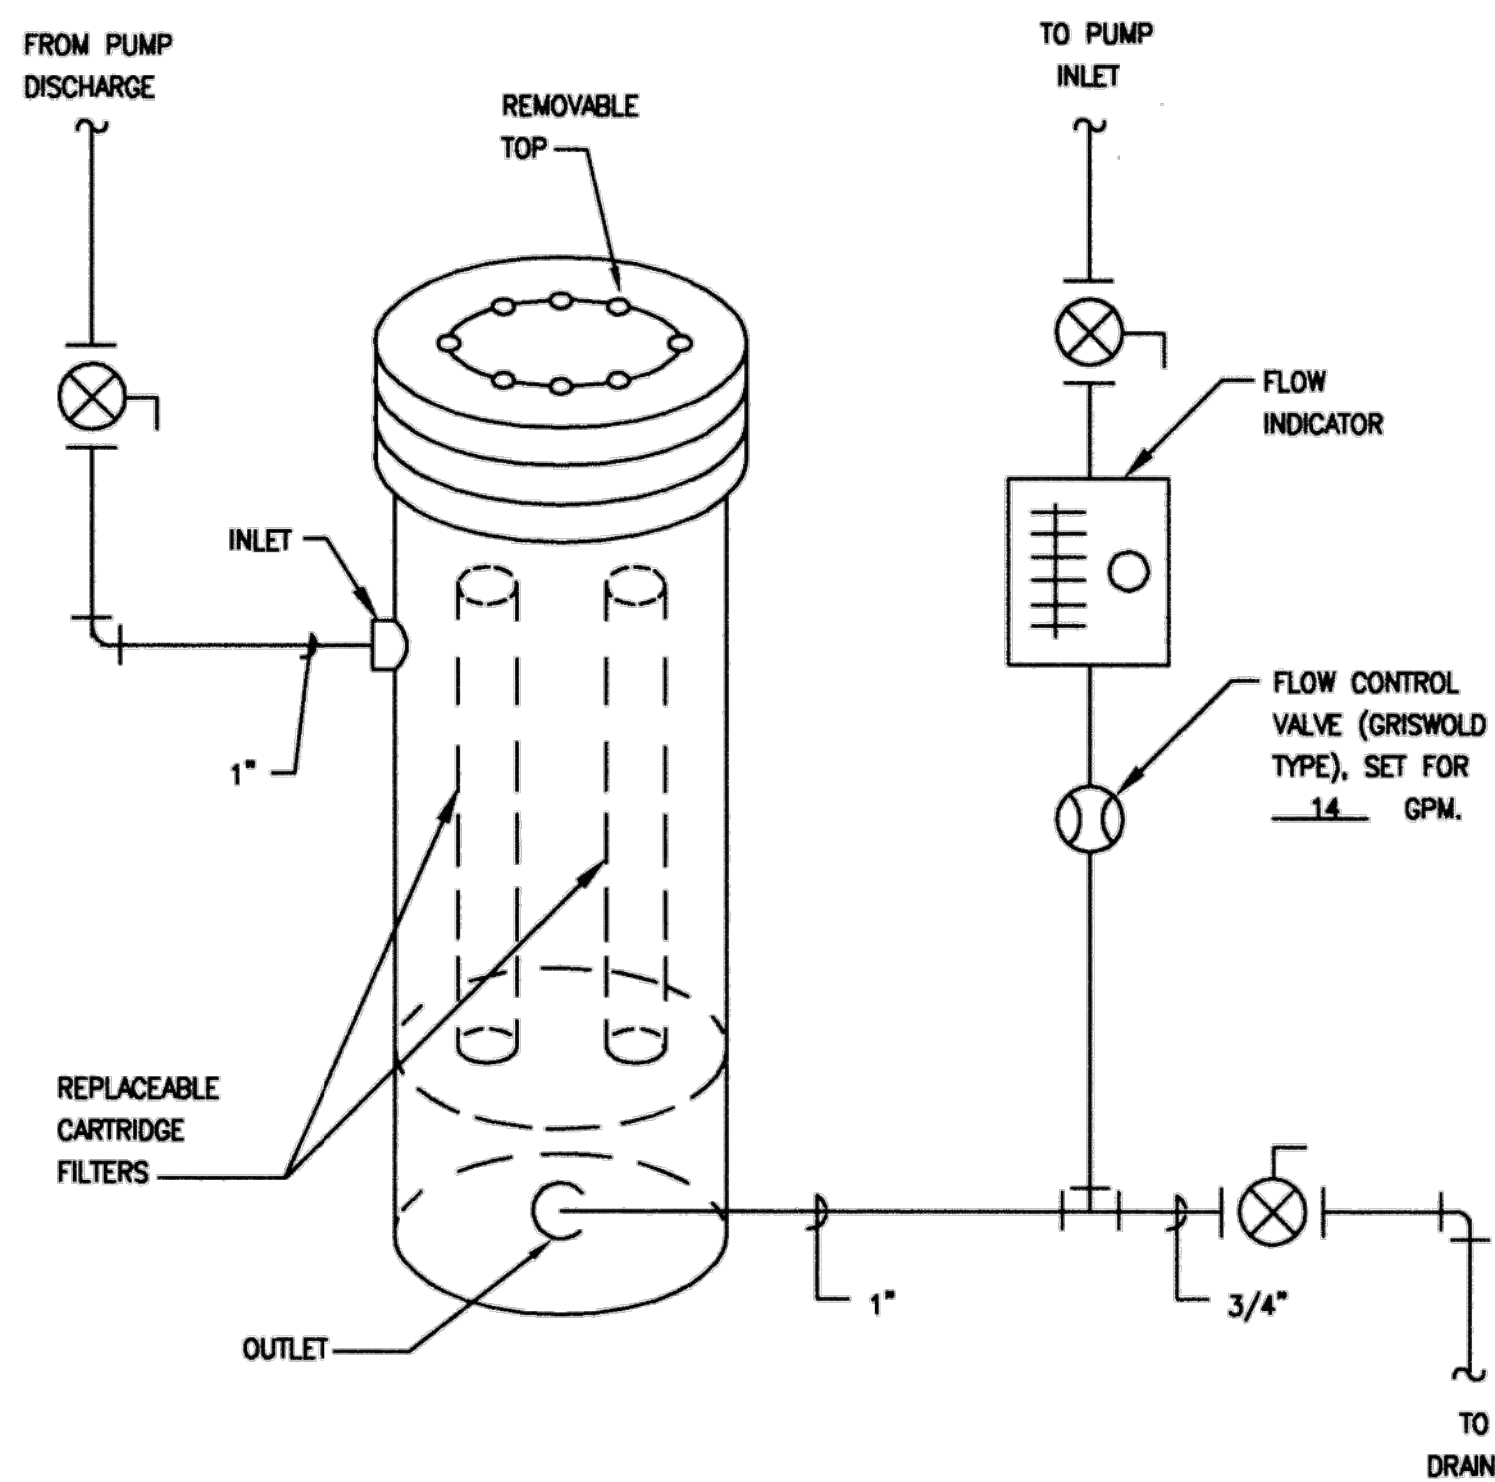 FROM PUMP
DISCHARGE
TO PUMP
INLET
REMOVABLE
TOP
FLOW
INDICATOR
INLET
1"
FLOW CONTROL
VALVE (GRISWOLD
TYPE), SET FOR
14 GPM.
REPLACEABLE
CARTRIDGE
FILTERS
OUTLET
1"
3/4"
TO
DRAIN